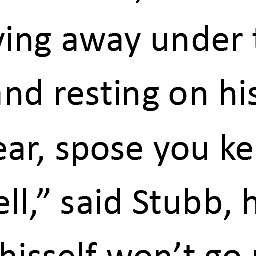 ying away under
and resting on his
ear, spose you ke
ell,” said Stubb, h
hisself won’t go